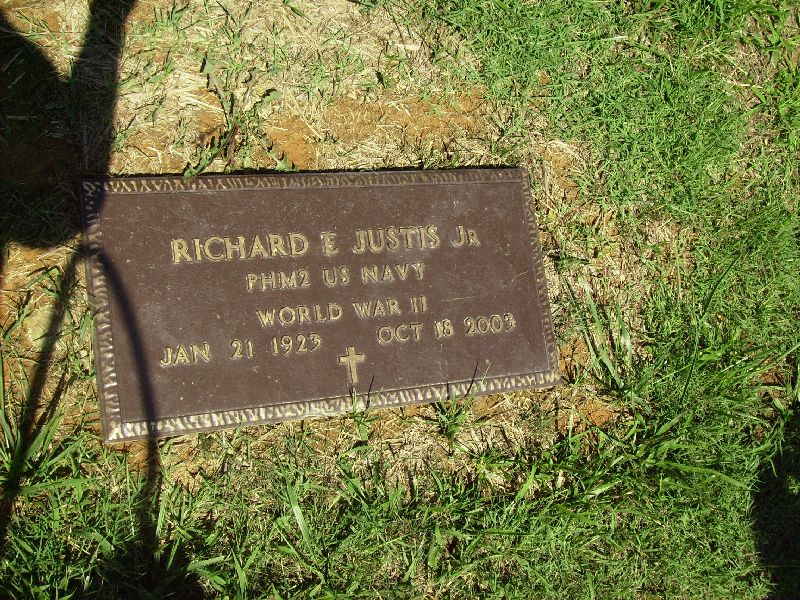 RICHARD E JUSTIS JR
PHM2 US NAVY
WORLD WAR II
JAN 21 1923 OCT 18 2003